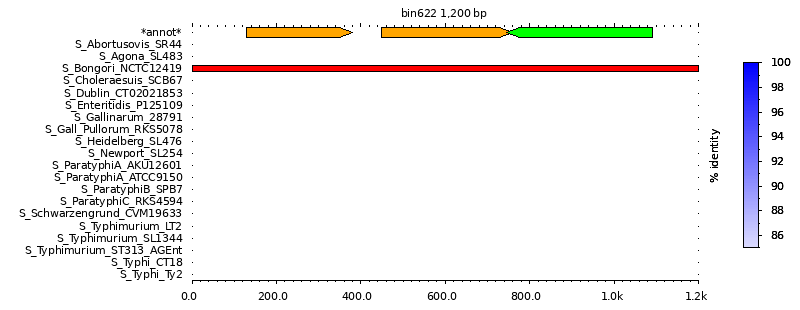 bin622 1,200 bp
*annot*
S_Abortusovis_SR44
S_Agona_SL483
S_Bongori_NCTC12419
S_Choleraesuis_SCB67
S_Dublin_CT02021853
S_Enteritidis_P125109
S_Gallinarum_28791
S_Gall_Pullorum_RKS5078
S_Heidelberg_SL476
S_Newport_SL254
S_ParatyphiA_AKU12601
S_ParatyphiA_ATCC9150
S_ParatyphiB_SPB7
S_ParatyphiC_RKS4594
S_Schwarzengrund_CVM19633
S_Typhimurium_LT2
S_Typhimurium_SL1344
S_Typhimurium_ST313_AGEnt
S_Typhi_CT18
S_Typhi_Ty2
0.0 200.0 400.0 600.0 800.0 1.0k 1.2k
% identity
100
98
96
94
92
90
88
86